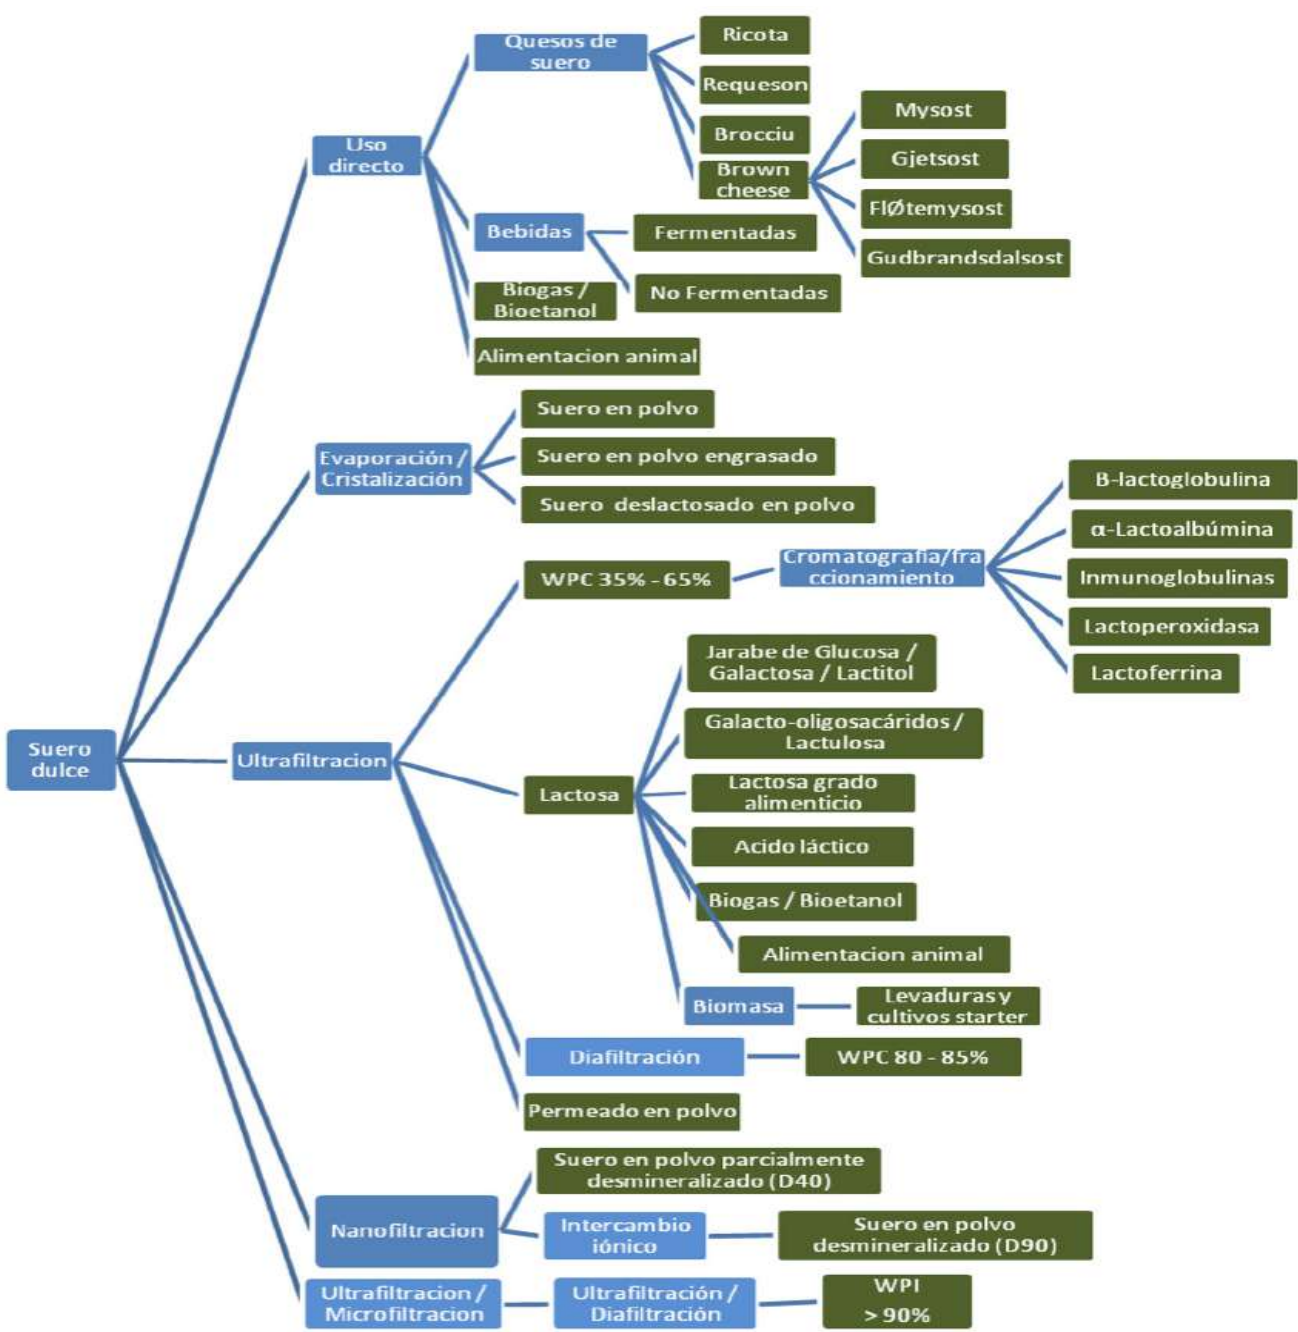 Quesos de
suero
Ricota
Requeson
Brocciu
Brown
cheese
Mysost
Gjetsost
FlØtemysost
Gudbrandsdalsost
Uso
directo
Bebidas
Fermentadas
No Fermentadas
Biogas /
Bioetanol
Alimentacion animal
Evaporación /
Cristalización
Suero en polvo
Suero en polvo engrasado
Suero deslactosado en polvo
WPC 35% - 65%
Cromatografía/fra
ccionamiento
B-lactoglobulina
α-Lactoalbúmina
Inmunoglobulinas
Lactoperoxidasa
Lactoferrina
Suero
dulce
Ultrafiltracion
Lactosa
Jarabe de Glucosa /
Galactosa / Lactitol
Galacto-oligosacáridos /
Lactulosa
Lactosa grado
alimenticio
Acido láctico
Biogas / Bioetanol
Alimentacion animal
Biomasa
Levaduras y
cultivos starter
Diafiltración
WPC 80 - 85%
Permeado en polvo
Nanofiltracion
Suero en polvo parcialmente
desmineralizado (D40)
Intercambio
iónico
Suero en polvo
desmineralizado (D90)
Ultrafiltracion /
Microfiltracion
Ultrafiltración /
Diafiltración
WPI
> 90%